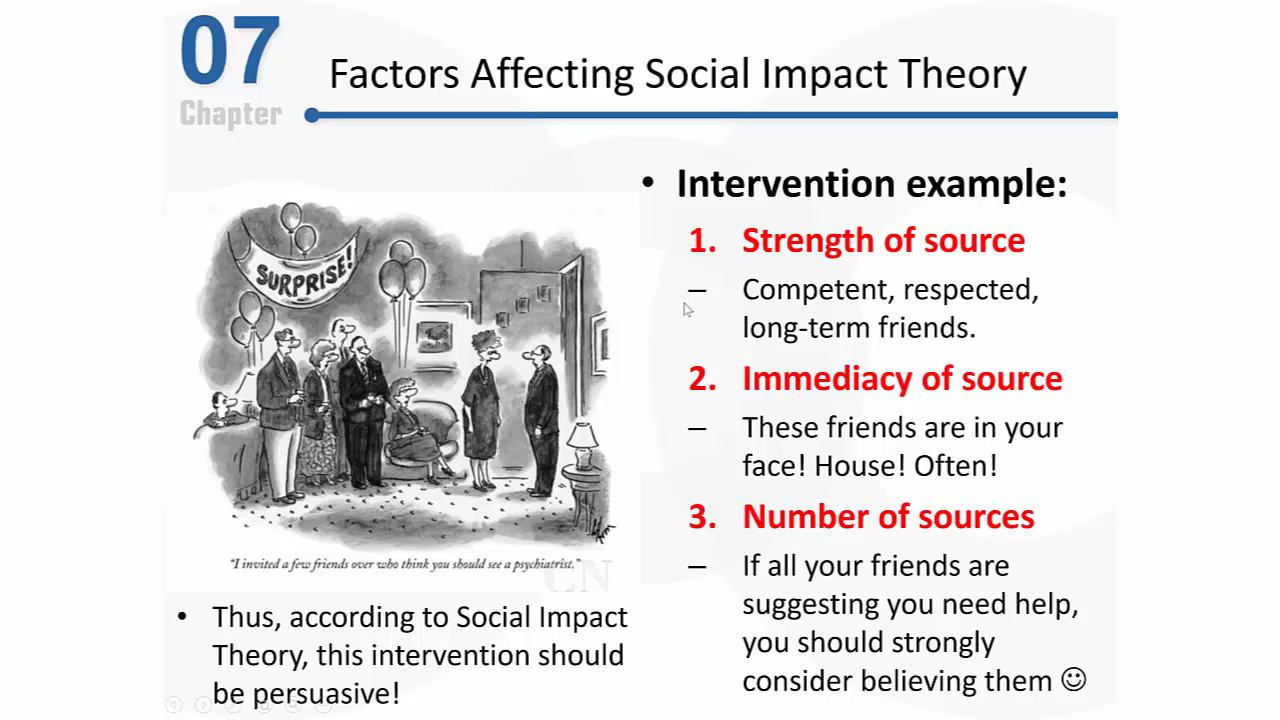 07
Chapter
Factors Affecting Social Impact Theory
SURPRISE!
"I invited a few friends over who think you should see a psychiatrist."
CN
• Thus, according to Social Impact
Theory, this intervention should
be persuasive!
• Intervention example:
1. Strength of source
– Competent, respected,
long-term friends.
2. Immediacy of source
– These friends are in your
face! House! Often!
3. Number of sources
– If all your friends are
suggesting you need help,
you should strongly
consider believing them ☺